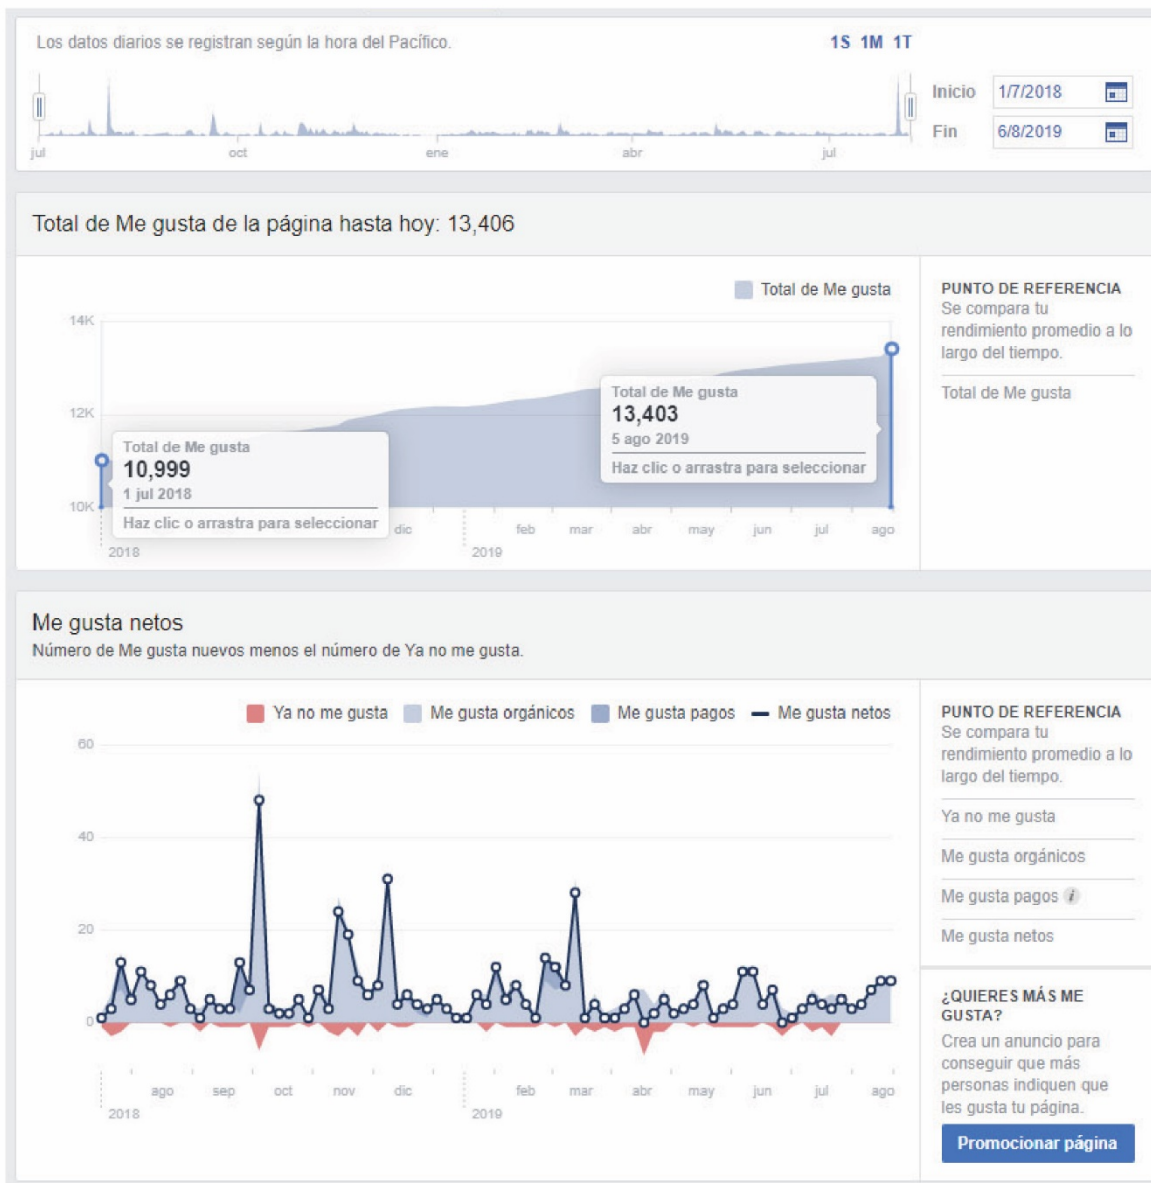 Los datos diarios se registran según la hora del Pacífico.
1S 1M 1T
Inicio 1/7/2018
Fin 6/8/2019
jul oct ene abr jul
Total de Me gusta de la página hasta hoy: 13,406
Total de Me gusta
14K
12K
10K
Total de Me gusta
10,999
1 jul 2018
Haz clic o arrastra para seleccionar
Total de Me gusta
13,403
5 ago 2019
Haz clic o arrastra para seleccionar
dic feb mar abr may jun jul ago
2018 2019
PUNTO DE REFERENCIA
Se compara tu
rendimiento promedio a lo
largo del tiempo.
Total de Me gusta
Me gusta netos
Número de Me gusta nuevos menos el número de Ya no me gusta.
Ya no me gusta Me gusta orgánicos Me gusta pagos Me gusta netos
60
40
20
0
ago sep oct nov dic feb mar abr may jun jul ago
2018 2019
PUNTO DE REFERENCIA
Se compara tu
rendimiento promedio a lo
largo del tiempo.
Ya no me gusta
Me gusta orgánicos
Me gusta pagos i
Me gusta netos
¿QUIERES MÁS ME
GUSTA?
Crea un anuncio para
conseguir que más
personas indiquen que
les gusta tu página.
Promocionar página